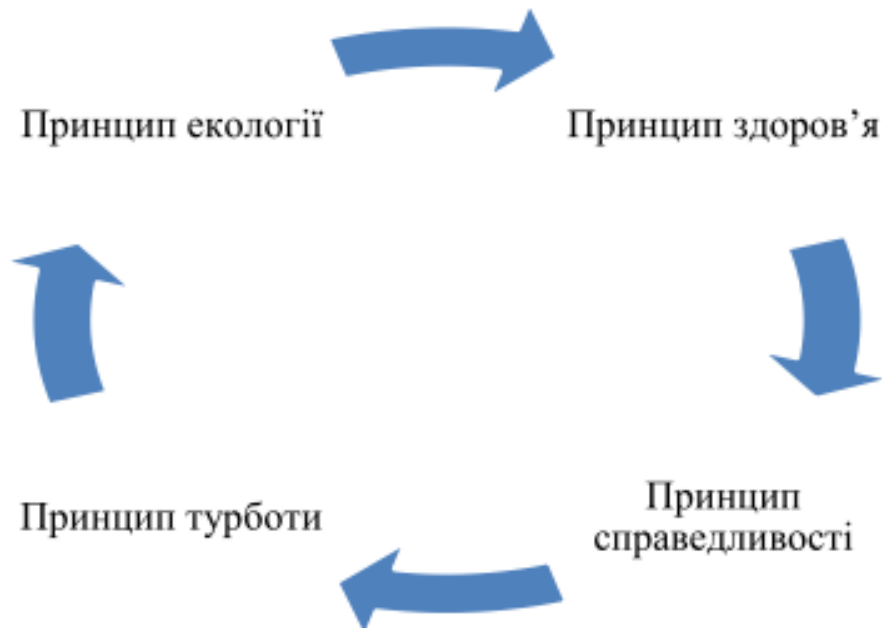 Принцип екології
Принцип здоров’я
Принцип турботи
Принцип
справедливості